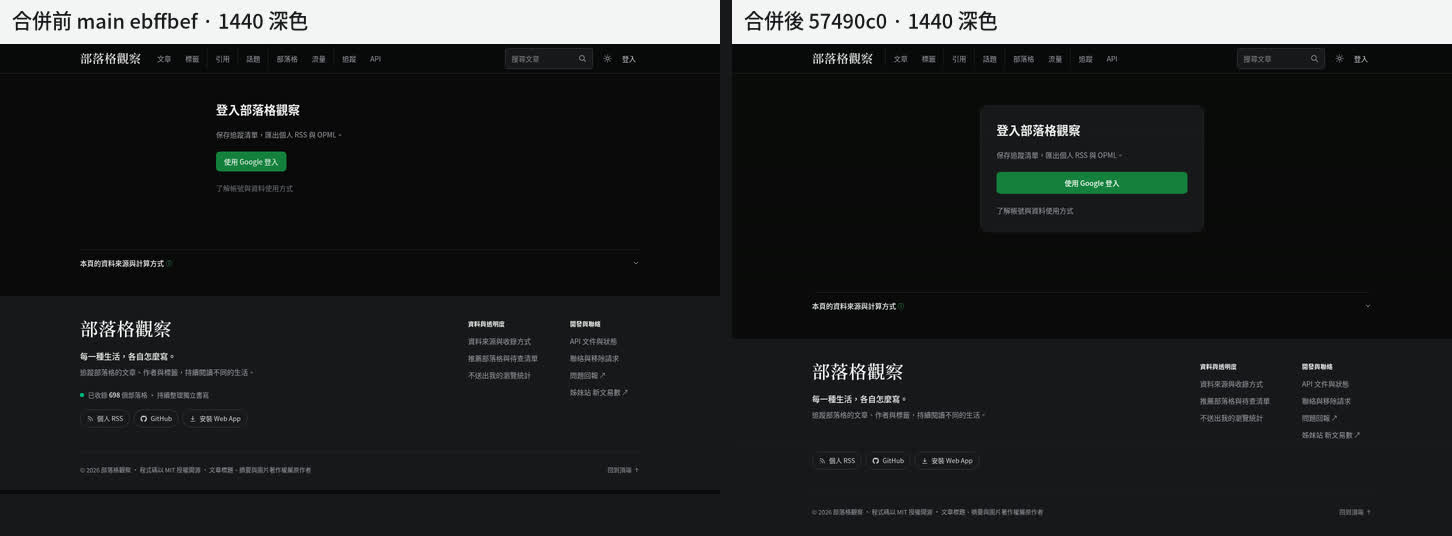 合併前 main ebffbef · 1440 深色
部落格觀察 文章 標籤 引用 話題 部落格 流量 追蹤 API 搜尋文章 登入
登入部落格觀察
保存追蹤清單，匯出個人 RSS 與 OPML。
使用 Google 登入
了解帳號與資料使用方式
本頁的資料來源與計算方式
部落格觀察
每一種生活，各自怎麼寫。
追蹤部落格的文章、作者與標籤，持續閱讀不同的生活。
已收錄 698 個部落格 · 持續整理獨立書寫
個人 RSS GitHub 安裝 Web App
資料與透明度
資料來源與收錄方式
推薦部落格與待查清單
不送出我的瀏覽統計
開發與聯絡
API 文件與狀態
聯絡與移除請求
問題回報 ↗
姊妹站 新文易數 ↗
© 2026 部落格觀察 · 程式碼以 MIT 授權開源 · 文章標題、摘要與圖片著作權屬原作者 回到頂端 ↑
合併後 57490c0 · 1440 深色
部落格觀察 文章 標籤 引用 話題 部落格 流量 追蹤 API 搜尋文章 登入
登入部落格觀察
保存追蹤清單，匯出個人 RSS 與 OPML。
使用 Google 登入
了解帳號與資料使用方式
本頁的資料來源與計算方式
部落格觀察
每一種生活，各自怎麼寫。
追蹤部落格的文章、作者與標籤，持續閱讀不同的生活。
個人 RSS GitHub 安裝 Web App
資料與透明度
資料來源與收錄方式
推薦部落格與待查清單
不送出我的瀏覽統計
開發與聯絡
API 文件與狀態
聯絡與移除請求
問題回報 ↗
姊妹站 新文易數 ↗
© 2026 部落格觀察 · 程式碼以 MIT 授權開源 · 文章標題、摘要與圖片著作權屬原作者 回到頂端 ↑